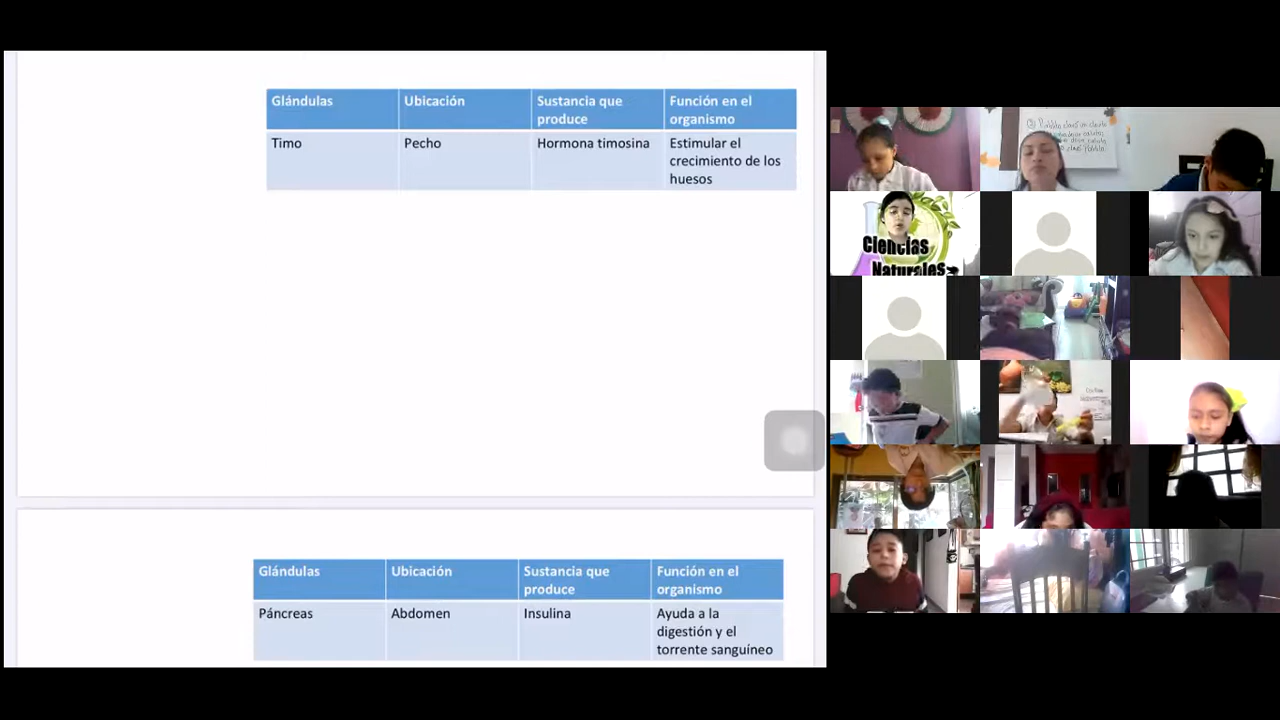 Glándulas Ubicación Sustancia que produce Función en el organismo
Timo Pecho Hormona timosina Estimular el
crecimiento de los
huesos
Glándulas Ubicación Sustancia que produce Función en el organismo
Páncreas Abdomen Insulina Ayuda a la
digestión y el
torrente sanguíneo
Ciencias
Naturales